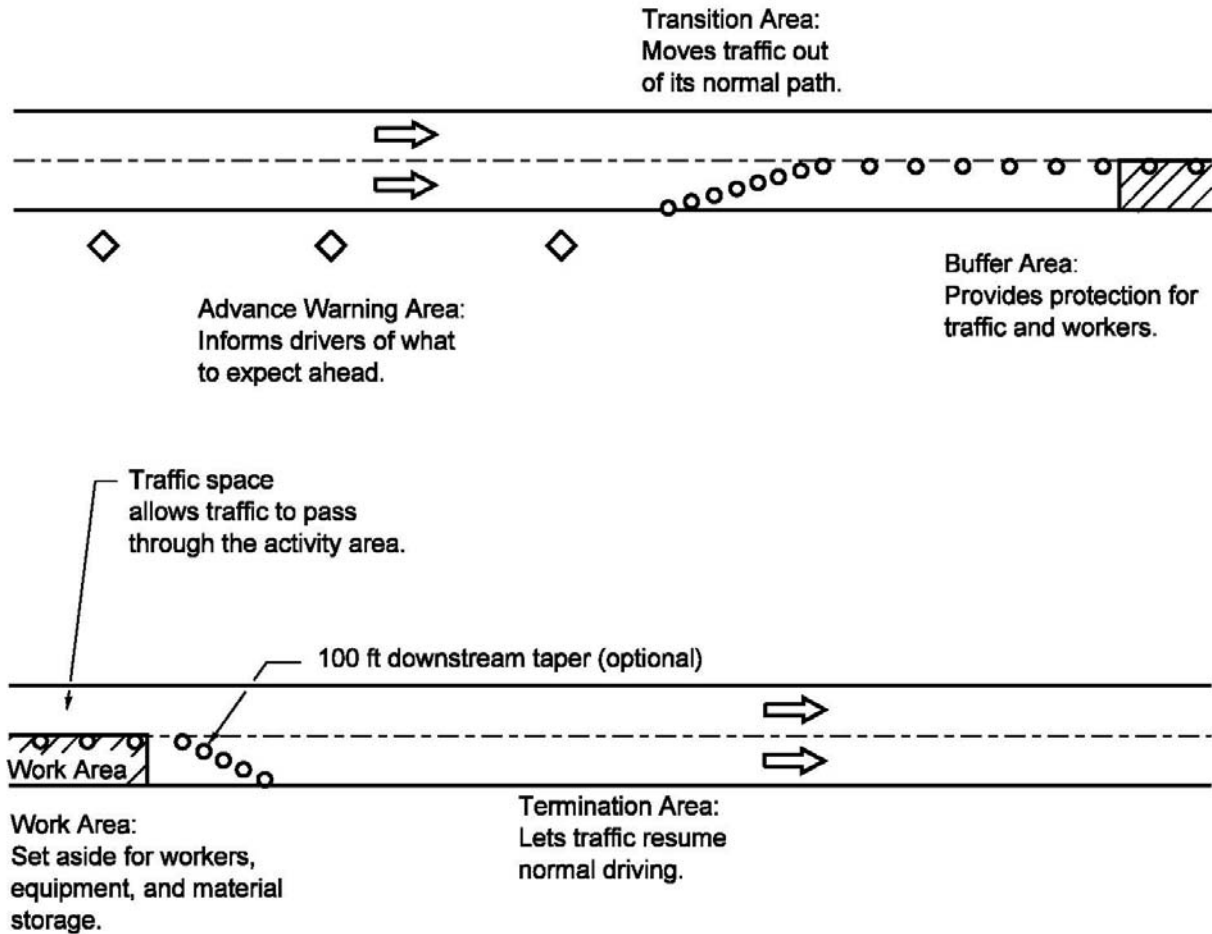 Transition Area:
Moves traffic out
of its normal path.
Advance Warning Area:
Informs drivers of what
to expect ahead.
Buffer Area:
Provides protection for
traffic and workers.
Traffic space
allows traffic to pass
through the activity area.
100 ft downstream taper (optional)
Work Area
Work Area:
Set aside for workers,
equipment, and material
storage.
Termination Area:
Lets traffic resume
normal driving.